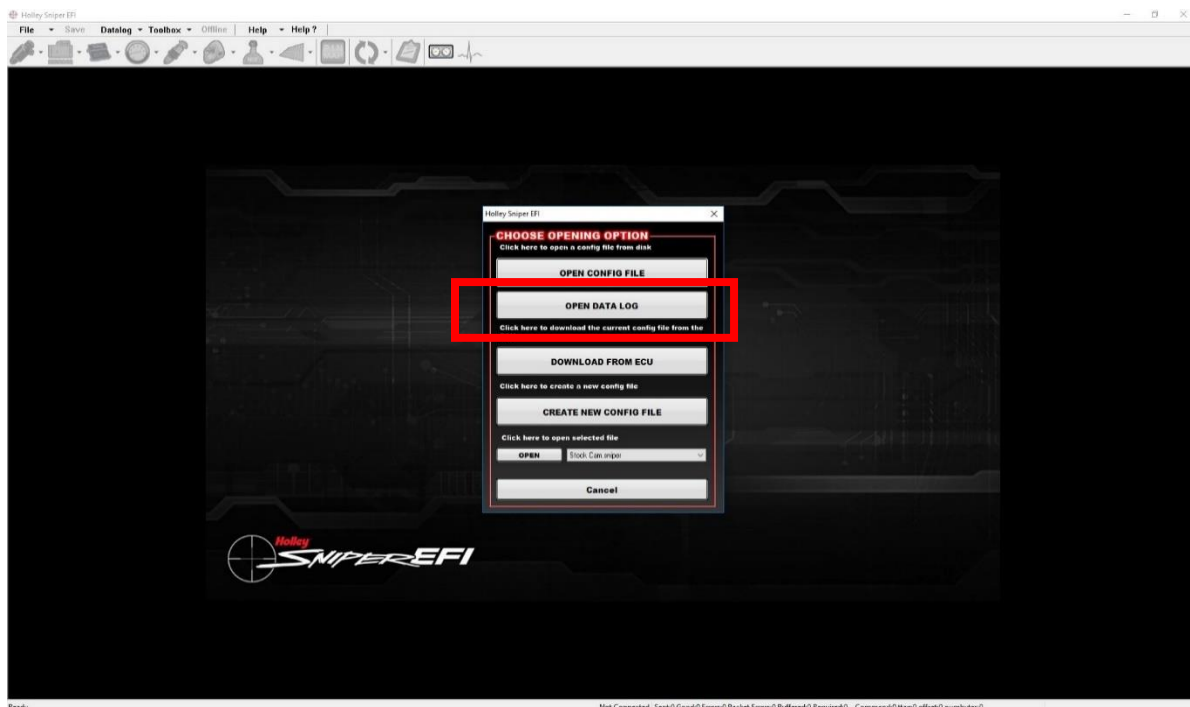 Holley Sniper EFI
File Save Datalog Toolbox Offline Help Help ?
Holley Sniper EFI
CHOOSE OPENING OPTION
Click here to open a config file from disk
OPEN CONFIG FILE
OPEN DATA LOG
Click here to download the current config file from the
DOWNLOAD FROM ECU
Click here to create a new config file
CREATE NEW CONFIG FILE
Click here to open selected file
OPEN Stock Cam.sniper
Cancel
Holley
SNIPER EFI
Ready Not Connected